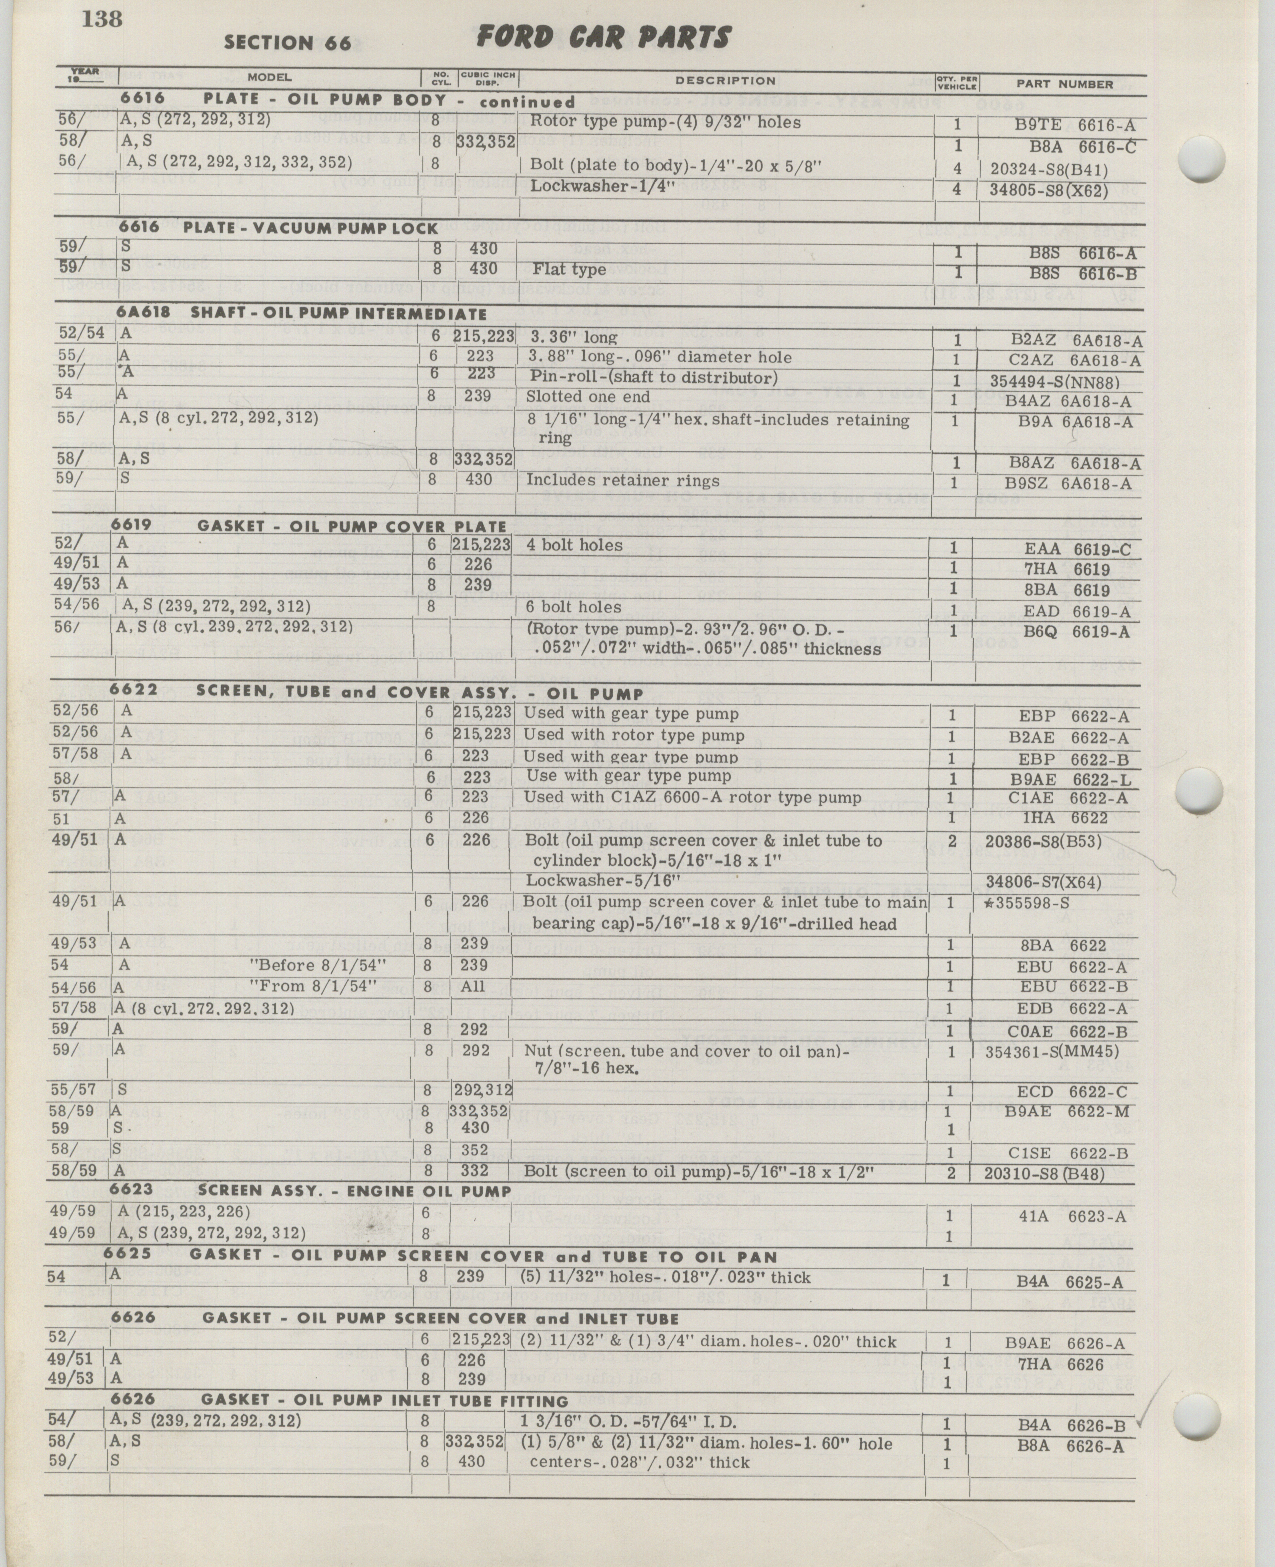 138
SECTION 66
FORD CAR PARTS
YEAR 19__ MODEL NO. CYL. CUBIC INCH DISP. DESCRIPTION QTY. PER VEHICLE PART NUMBER
6616 PLATE - OIL PUMP BODY - continued
56/ A, S (272, 292, 312) 8 Rotor type pump-(4) 9/32" holes 1 B9TE 6616-A
58/ A, S 8 332,352 1 B8A 6616-C
56/ A, S (272, 292, 312, 332, 352) 8 Bolt (plate to body)-1/4"-20 x 5/8" 4 20324-S8(B41)
Lockwasher-1/4" 4 34805-S8(X62)
6616 PLATE - VACUUM PUMP LOCK
59/ S 8 430 1 B8S 6616-A
59/ S 8 430 Flat type 1 B8S 6616-B
6A618 SHAFT - OIL PUMP INTERMEDIATE
52/54 A 6 215,223 3.36" long 1 B2AZ 6A618-A
55/ A 6 223 3.88" long-.096" diameter hole 1 C2AZ 6A618-A
55/ A 6 223 Pin-roll-(shaft to distributor) 1 354494-S(NN88)
54 A 8 239 Slotted one end 1 B4AZ 6A618-A
55/ A,S (8 cyl.272, 292, 312) 8 1/16" long-1/4" hex. shaft-includes retaining 1 B9A 6A618-A
ring
58/ A, S 8 332,352 1 B8AZ 6A618-A
59/ S 8 430 Includes retainer rings 1 B9SZ 6A618-A
6619 GASKET - OIL PUMP COVER PLATE
52/ A 6 215,223 4 bolt holes 1 EAA 6619-C
49/51 A 6 226 1 7HA 6619
49/53 A 8 239 1 8BA 6619
54/56 A, S (239, 272, 292, 312) 8 6 bolt holes 1 EAD 6619-A
56/ A, S (8 cyl. 239, 272, 292, 312) (Rotor type pump)-2.93"/2.96" O.D.- 1 B6Q 6619-A
.052"/.072" width-.065"/.085" thickness
6622 SCREEN, TUBE and COVER ASSY. - OIL PUMP
52/56 A 6 215,223 Used with gear type pump 1 EBP 6622-A
52/56 A 6 215,223 Used with rotor type pump 1 B2AE 6622-A
57/58 A 6 223 Used with gear type pump 1 EBP 6622-B
58/ 6 223 Use with gear type pump 1 B9AE 6622-L
57/ A 6 223 Used with C1AZ 6600-A rotor type pump 1 C1AE 6622-A
51 A 6 226 1 1HA 6622
49/51 A 6 226 Bolt (oil pump screen cover & inlet tube to 2 20386-S8(B53)
cylinder block)-5/16"-18 x 1"
Lockwasher-5/16" 34806-S7(X64)
49/51 A 6 226 Bolt (oil pump screen cover & inlet tube to main 1 *355598-S
bearing cap)-5/16"-18 x 9/16"-drilled head
49/53 A 8 239 1 8BA 6622
54 A "Before 8/1/54" 8 239 1 EBU 6622-A
54/56 A "From 8/1/54" 8 All 1 EBU 6622-B
57/58 A (8 cyl. 272, 292, 312) 1 EDB 6622-A
59/ A 8 292 1 C0AE 6622-B
59/ A 8 292 Nut (screen, tube and cover to oil pan)- 1 354361-S(MM45)
7/8"-16 hex.
55/57 S 8 292,312 1 ECD 6622-C
58/59 A 8 332,352 1 B9AE 6622-M
59 S 8 430 1
58/ S 8 352 1 C1SE 6622-B
58/59 A 8 332 Bolt (screen to oil pump)-5/16"-18 x 1/2" 2 20310-S8(B48)
6623 SCREEN ASSY. - ENGINE OIL PUMP
49/59 A (215, 223, 226) 6 1 41A 6623-A
49/59 A, S (239, 272, 292, 312) 8 1
6625 GASKET - OIL PUMP SCREEN COVER and TUBE TO OIL PAN
54 A 8 239 (5) 11/32" holes-.018"/.023" thick 1 B4A 6625-A
6626 GASKET - OIL PUMP SCREEN COVER and INLET TUBE
52/ 6 215,223 (2) 11/32" & (1) 3/4" diam. holes-.020" thick 1 B9AE 6626-A
49/51 A 6 226 1 7HA 6626
49/53 A 8 239 1
6626 GASKET - OIL PUMP INLET TUBE FITTING
54/ A, S (239, 272, 292, 312) 8 1 3/16" O.D.-57/64" I.D. 1 B4A 6626-B
58/ A, S 8 332,352 (1) 5/8" & (2) 11/32" diam. holes-1.60" hole 1 B8A 6626-A
59/ S 8 430 centers-.028"/.032" thick 1